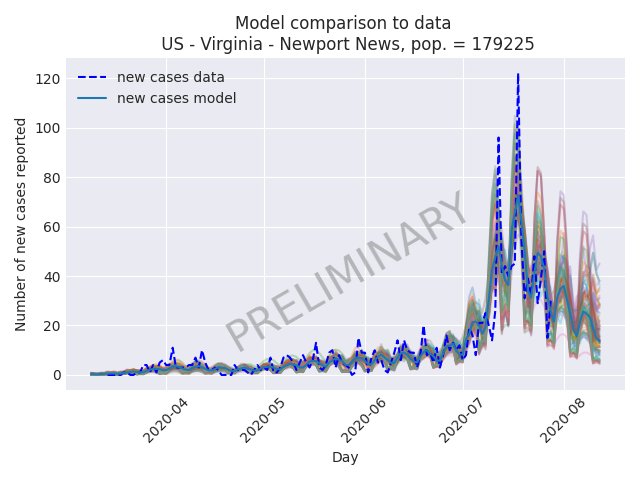 Model comparison to data
US - Virginia - Newport News, pop. = 179225
new cases data
new cases model
Number of new cases reported
120
100
80
60
40
20
0
PRELIMINARY
2020-04
2020-05
2020-06
2020-07
2020-08
Day